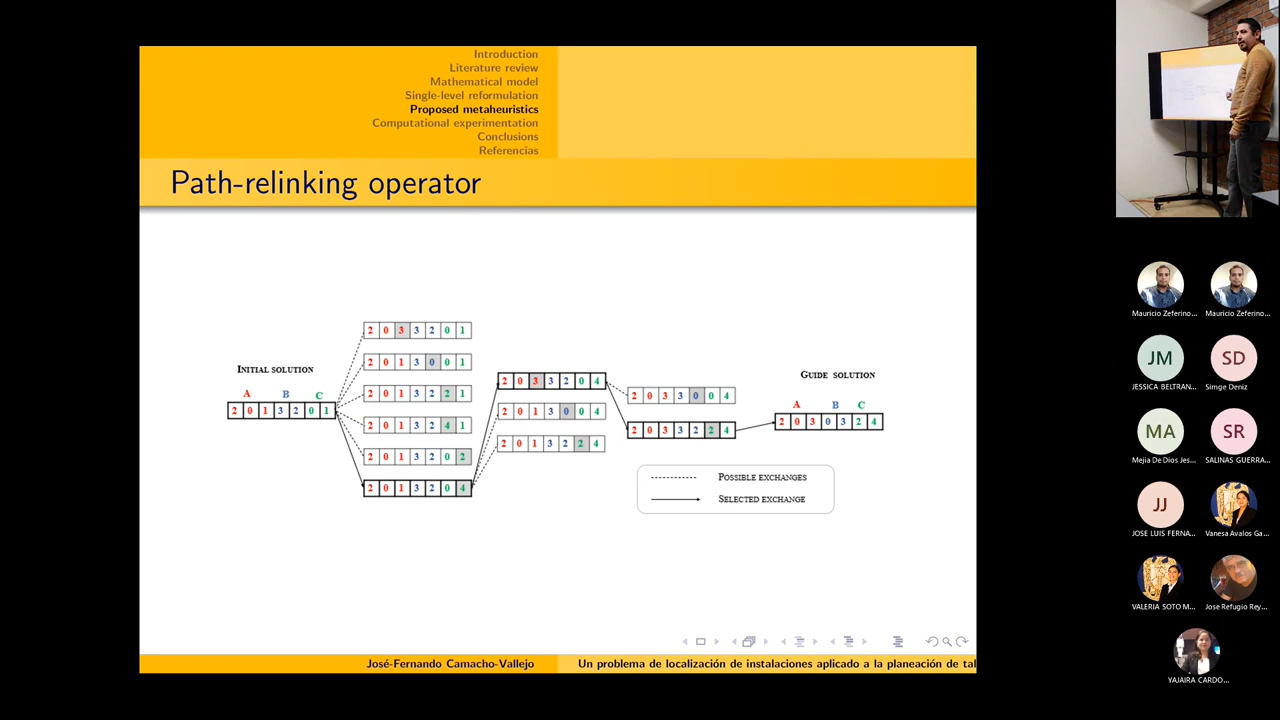 Introduction
Literature review
Mathematical model
Single-level reformulation
Proposed metaheuristics
Computational experimentation
Conclusions
Referencias
Path-relinking operator
INITIAL SOLUTION
A B C
2 0 1 3 2 0 1
2 0 3 3 2 0 1
2 0 1 3 0 0 1
2 0 1 3 2 2 1
2 0 1 3 2 4 1
2 0 1 3 2 0 2
2 0 1 3 2 0 4
2 0 3 3 2 0 4
2 0 1 3 0 0 4
2 0 1 3 2 2 4
2 0 3 3 0 0 4
2 0 3 3 2 2 4
GUIDE SOLUTION
A B C
2 0 3 0 3 2 4
POSSIBLE EXCHANGES
SELECTED EXCHANGE
José-Fernando Camacho-Vallejo
Un problema de localización de instalaciones aplicado a la planeación de tal
Mauricio Zeferino...
Mauricio Zeferino...
JM
SD
JESSICA BELTRAN...
Simge Deniz
MA
SR
Mejia De Dios Jes...
SALINAS GUERRA...
JJ
JOSE LUIS FERNA...
Vanesa Avalos Ga...
VALERIA SOTO M...
Jose Refugio Rey...
YAJAIRA CARDO...